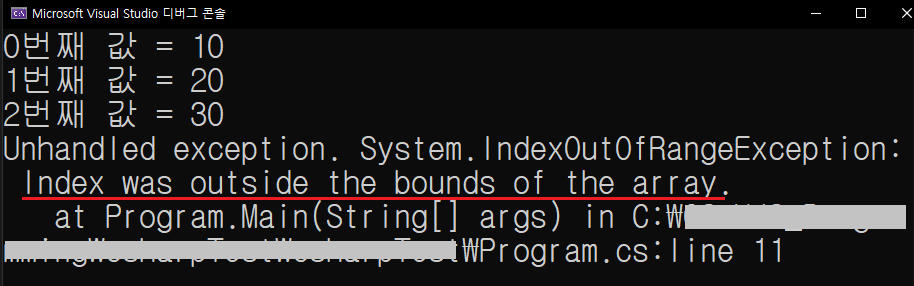 Microsoft Visual Studio 디버그 콘솔
0번째 값 = 10
1번째 값 = 20
2번째 값 = 30
Unhandled exception. System.IndexOutOfRangeException:
Index was outside the bounds of the array.
at Program.Main(String[] args) in C:₩
₩Program.cs:line 11